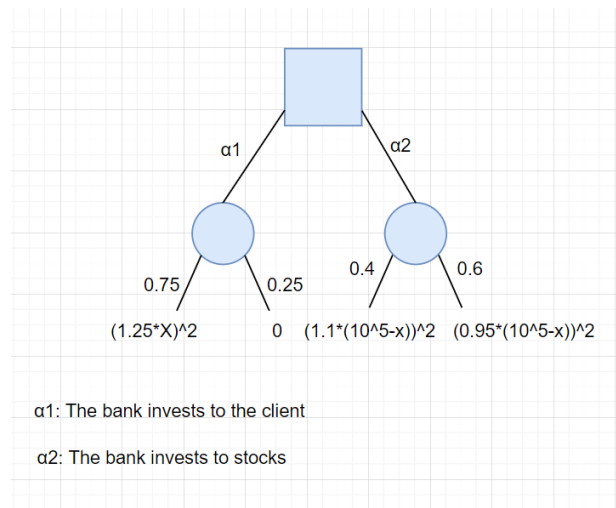 α1 α2
0.75 0.25 0.4 0.6
(1.25*X)^2 0 (1.1*(10^5-x))^2 (0.95*(10^5-x))^2
α1: The bank invests to the client
α2: The bank invests to stocks